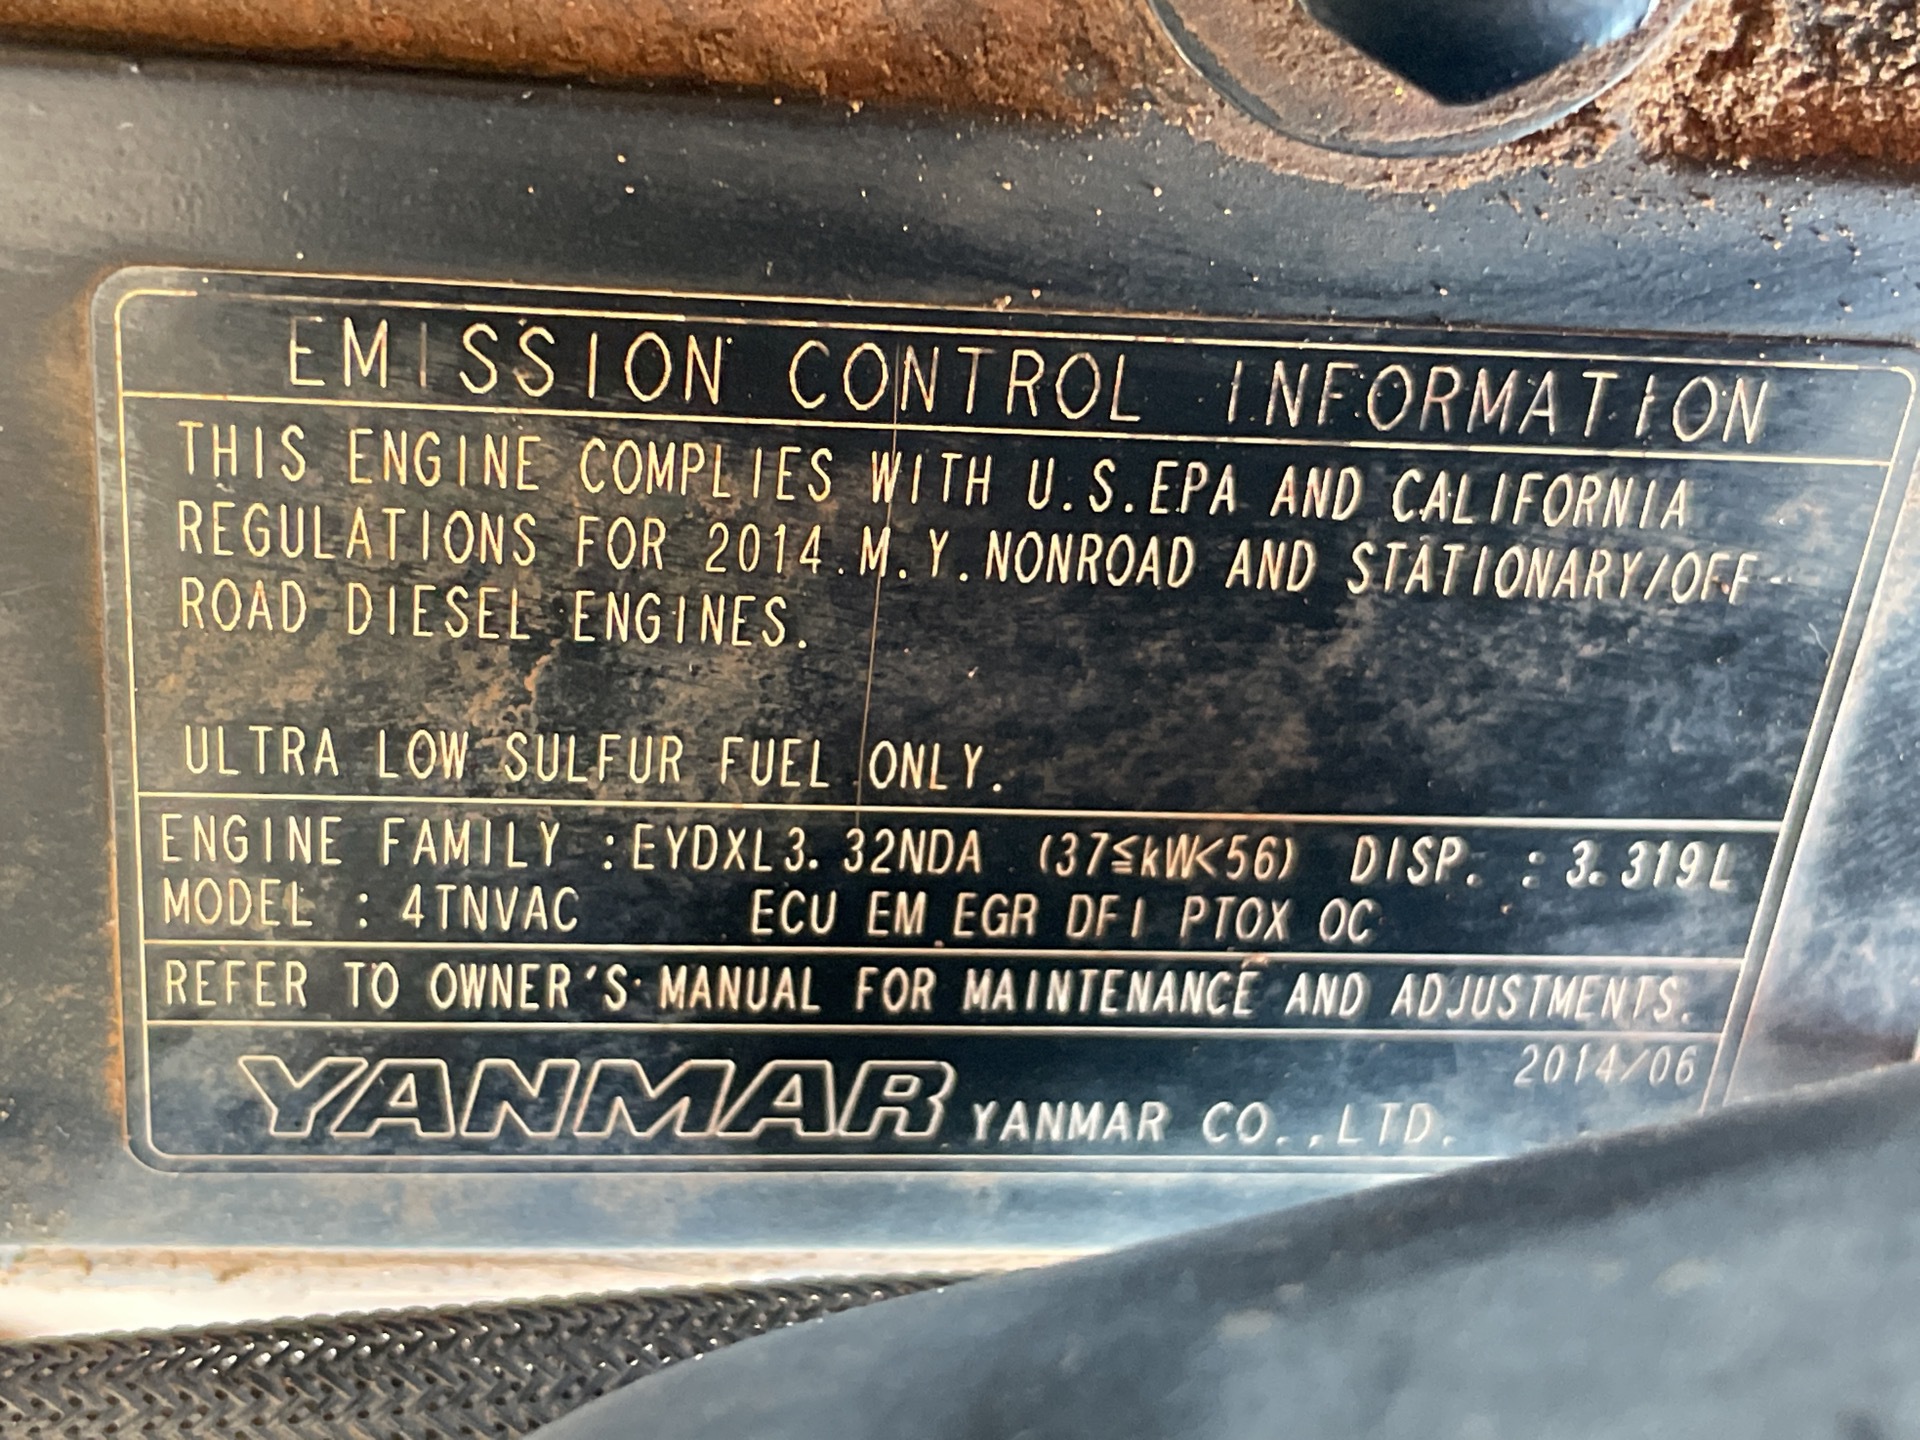 EMISSION CONTROL INFORMATION
THIS ENGINE COMPLIES WITH U.S.EPA AND CALIFORNIA
REGULATIONS FOR 2014.M.Y.NONROAD AND STATIONARY/OFF
ROAD DIESEL ENGINES.
ULTRA LOW SULFUR FUEL ONLY.
ENGINE FAMILY :EYDXL3.32NDA (37≦kW<56) DISP. : 3.319L
MODEL : 4TNVAC ECU EM EGR DFI PTOX OC
REFER TO OWNER'S MANUAL FOR MAINTENANCE AND ADJUSTMENTS.
2014/06
YANMAR YANMAR CO.,LTD.